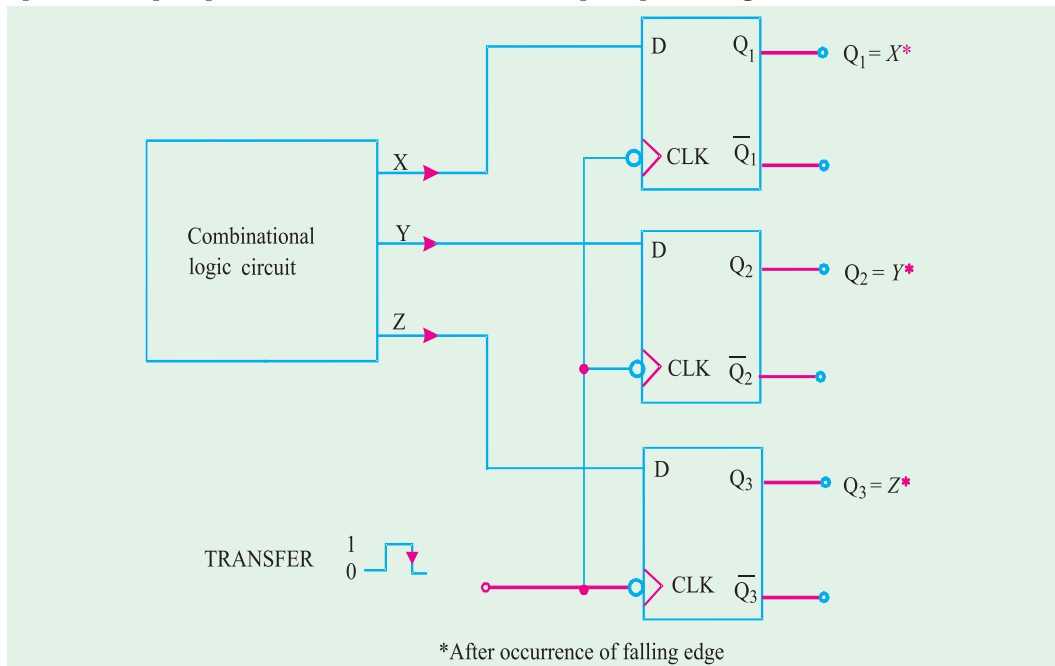 D
Q1
Q1 = X*
CLK
Q̅1
X
Combinational
logic circuit
Y
D
Q2
Q2 = Y*
CLK
Q̅2
Z
D
Q3
Q3 = Z*
TRANSFER
1
0
CLK
Q̅3
*After occurrence of falling edge